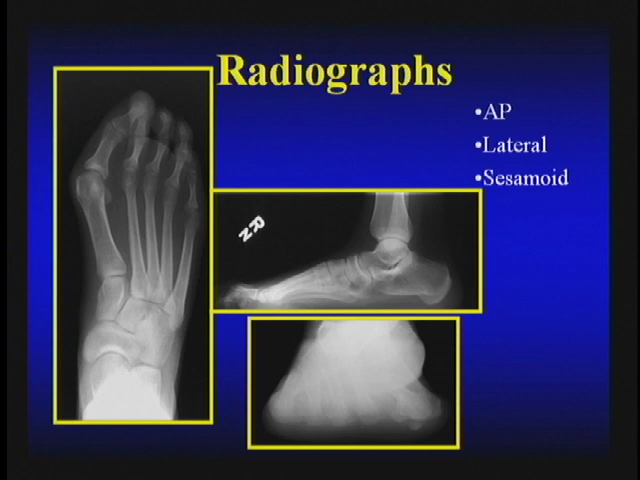 Radiographs
•AP
•Lateral
•Sesamoid
R
N